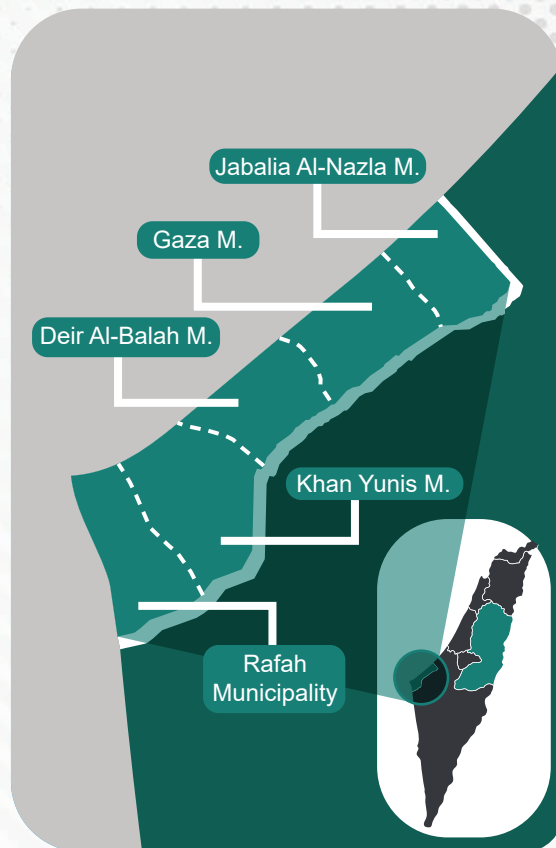 Jabalia Al-Nazla M.
Gaza M.
Deir Al-Balah M.
Khan Yunis M.
Rafah
Municipality